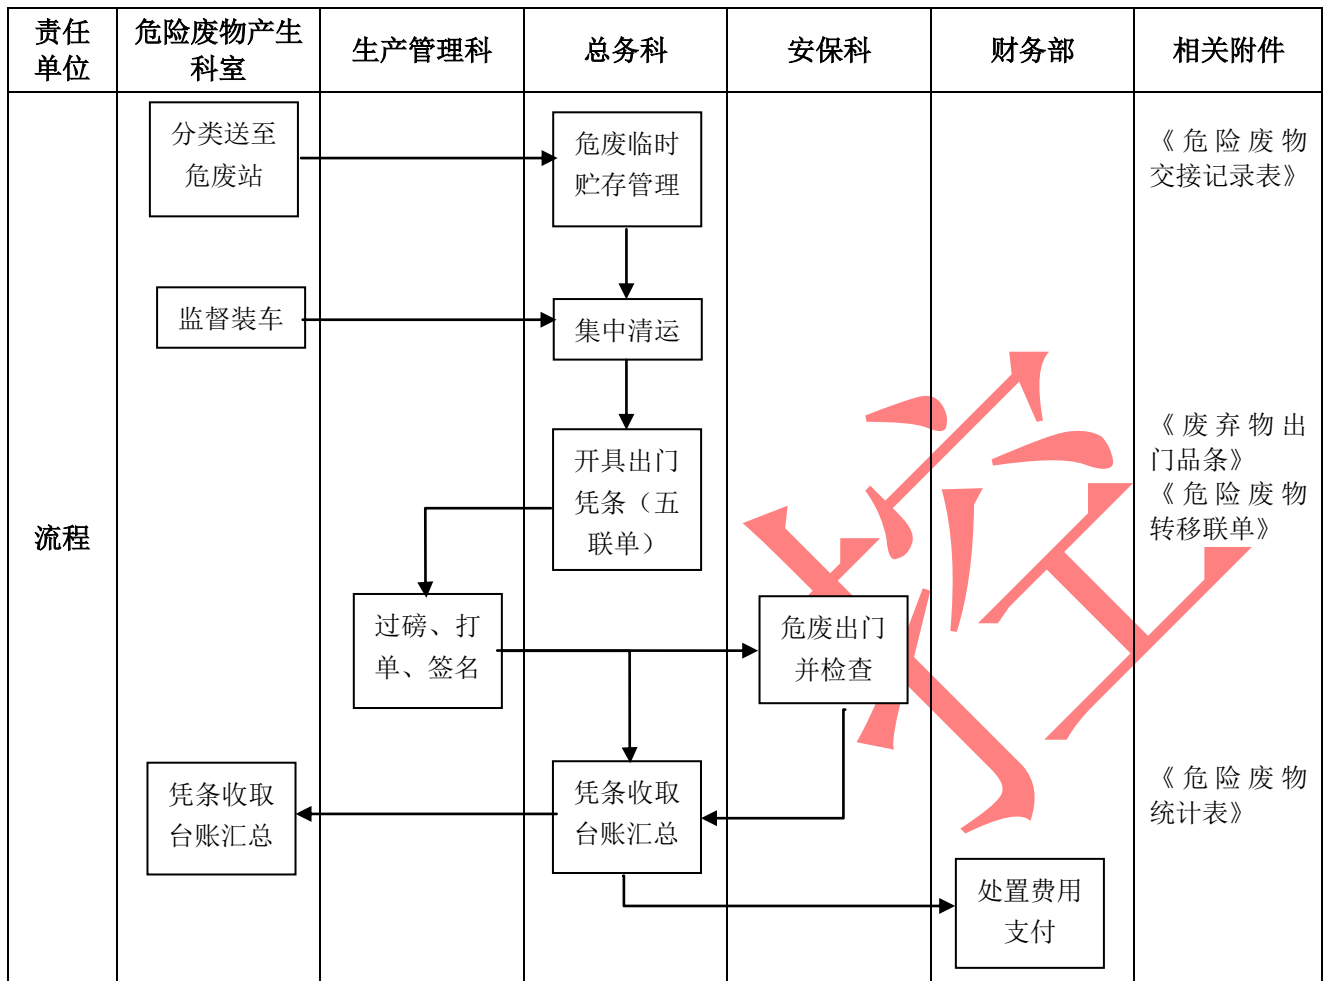 责任
单位
危险废物产生
科室
生产管理科
总务科
安保科
财务部
相关附件
流程
分类送至
危废站
危废临时
贮存管理
《危险废物
交接记录表》
监督装车
集中清运
开具出门
凭条（五
联单）
《废弃物出
门品条》
《危险废物
转移联单》
过磅、打
单、签名
危废出门
并检查
凭条收取
台账汇总
凭条收取
台账汇总
《危险废物
统计表》
处置费用
支付